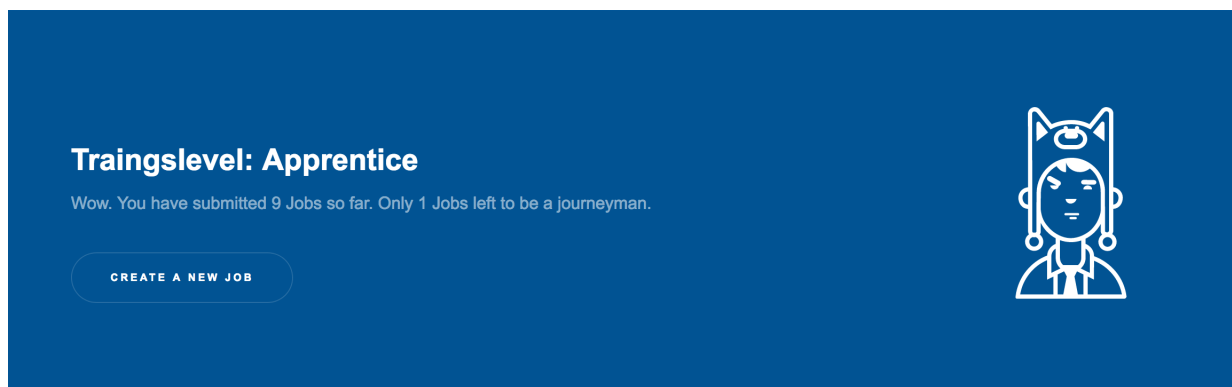 Traingslevel: Apprentice
Wow. You have submitted 9 Jobs so far. Only 1 Jobs left to be a journeyman.
CREATE A NEW JOB